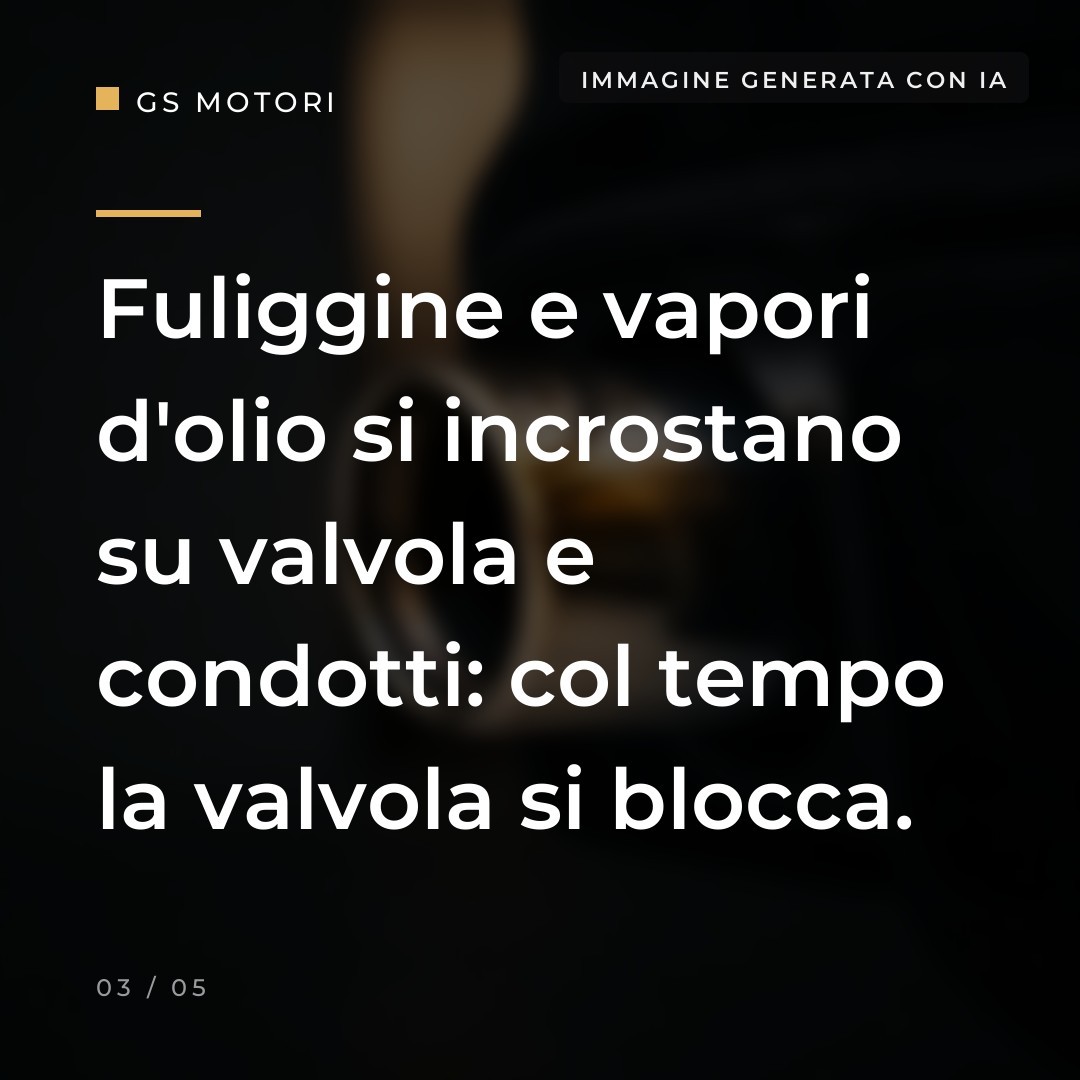 GS MOTORI
IMMAGINE GENERATA CON IA
Fuliggine e vapori
d'olio si incrostano
su valvola e
condotti: col tempo
la valvola si blocca.
03 / 05